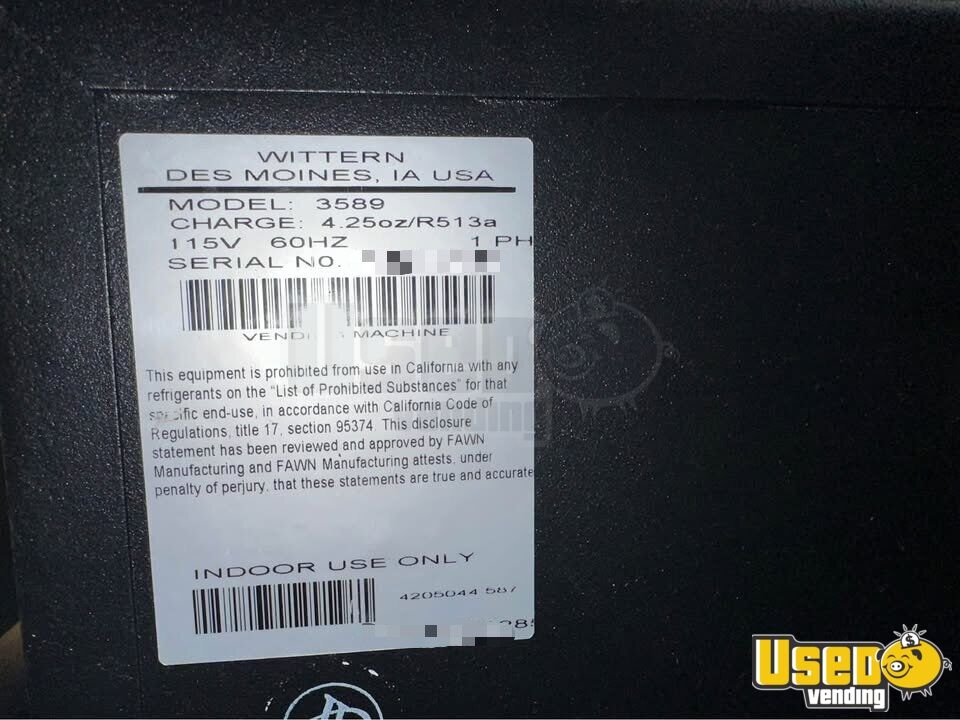 WITTERN
DES MOINES, IA USA
MODEL: 3589
CHARGE: 4.25oz/R513a
115V 60HZ 1 PH
SERIAL NO.
MACHINE
This equipment is prohibited from use in California with any
refrigerants on the "List of Prohibited Substances" for that
specific end-use, in accordance with California Code of
Regulations, title 17, section 95374. This disclosure
statement has been reviewed and approved by FAWN
Manufacturing and FAWN Manufacturing attests, under
penalty of perjury, that these statements are true and accurate
INDOOR USE ONLY
4205044 587
Used
vending
Used
vending